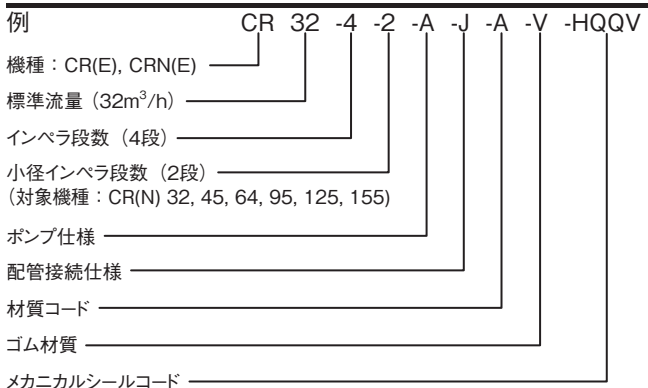 例 CR 32 -4 -2 -A -J -A -V -HQQV
機種：CR(E), CRN(E)
標準流量（32m³/h）
インペラ段数（4段）
小径インペラ段数（2段）
（対象機種：CR(N) 32, 45, 64, 95, 125, 155)
ポンプ仕様
配管接続仕様
材質コード
ゴム材質
メカニカルシールコード